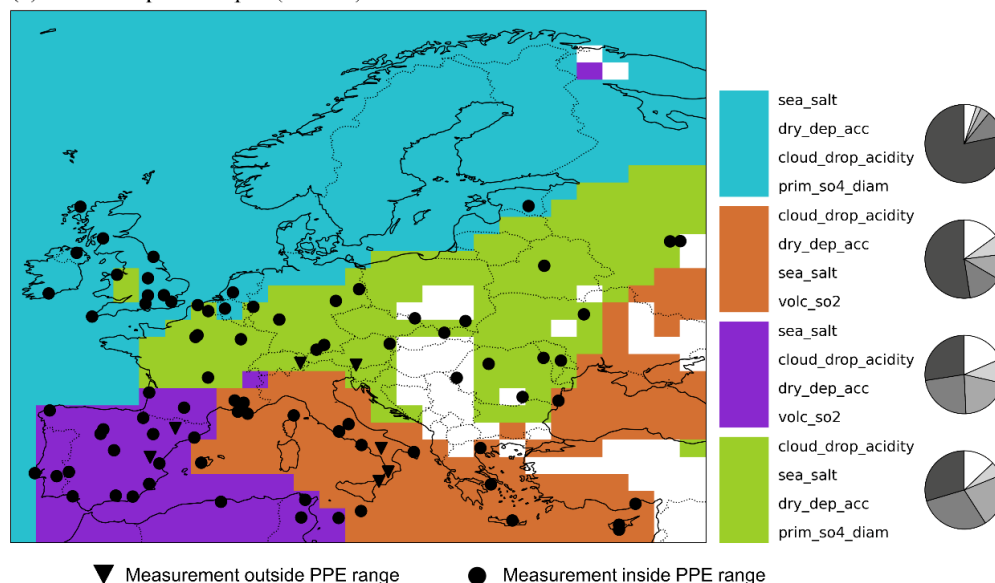 sea_salt
dry_dep_acc
cloud_drop_acidity
prim_so4_diam
cloud_drop_acidity
dry_dep_acc
sea_salt
volc_so2
sea_salt
cloud_drop_acidity
dry_dep_acc
volc_so2
cloud_drop_acidity
sea_salt
dry_dep_acc
prim_so4_diam
Measurement outside PPE range
Measurement inside PPE range